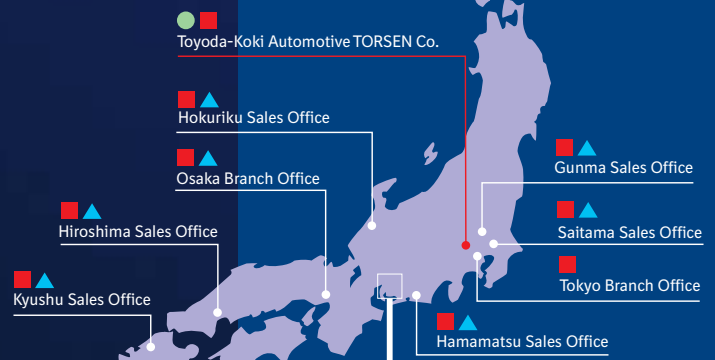 Toyoda-Koki Automotive TORSEN Co.
Hokuriku Sales Office
Osaka Branch Office
Hiroshima Sales Office
Kyushu Sales Office
Gunma Sales Office
Saitama Sales Office
Tokyo Branch Office
Hamamatsu Sales Office